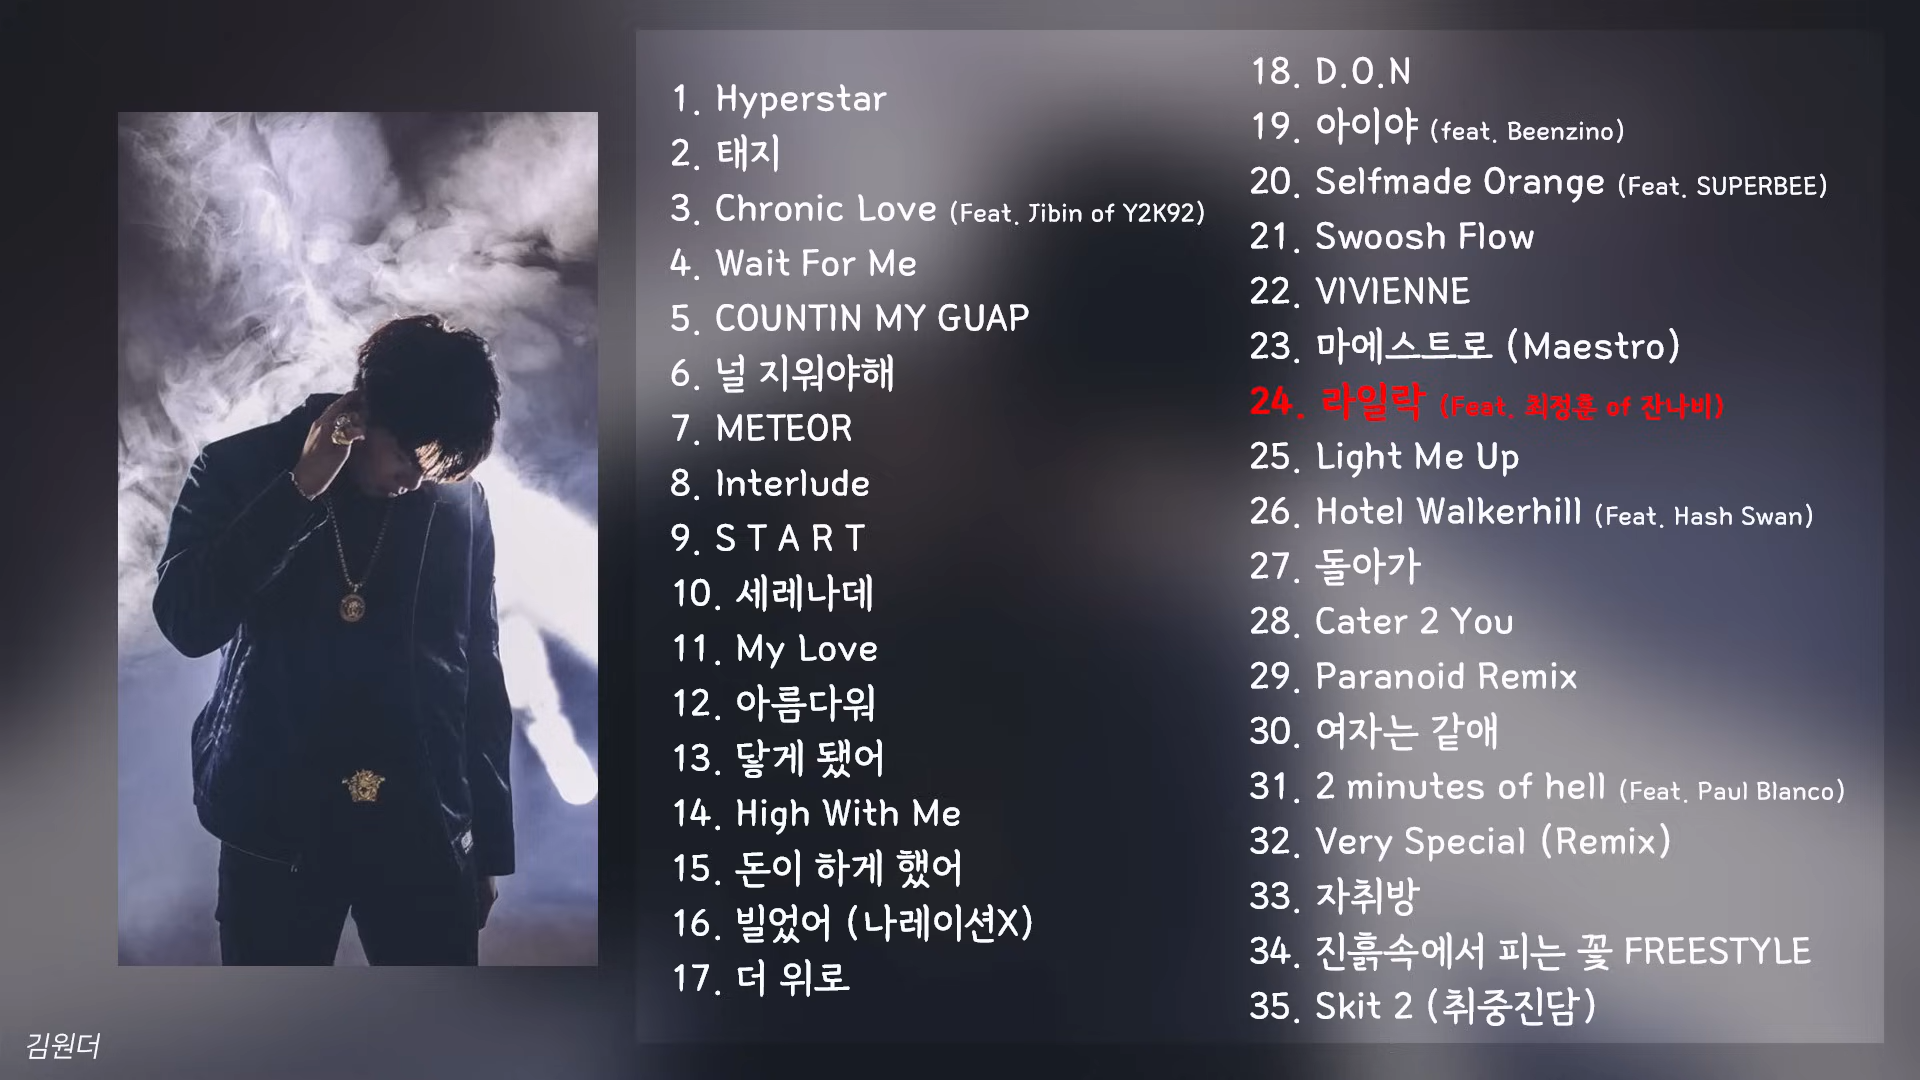 1. Hyperstar
2. 태지
3. Chronic Love (Feat. Jibin of Y2K92)
4. Wait For Me
5. COUNTIN MY GUAP
6. 널 지워야해
7. METEOR
8. Interlude
9. S T A R T
10. 세레나데
11. My Love
12. 아름다워
13. 닿게 됐어
14. High With Me
15. 돈이 하게 했어
16. 빌었어 (나레이션X)
17. 더 위로
18. D.O.N
19. 아이야 (feat. Beenzino)
20. Selfmade Orange (Feat. SUPERBEE)
21. Swoosh Flow
22. VIVIENNE
23. 마에스트로 (Maestro)
24. 라일락 (Feat. 최정훈 of 잔나비)
25. Light Me Up
26. Hotel Walkerhill (Feat. Hash Swan)
27. 돌아가
28. Cater 2 You
29. Paranoid Remix
30. 여자는 같애
31. 2 minutes of hell (Feat. Paul Blanco)
32. Very Special (Remix)
33. 자취방
34. 진흙속에서 피는 꽃 FREESTYLE
35. Skit 2 (취중진담)
김원더